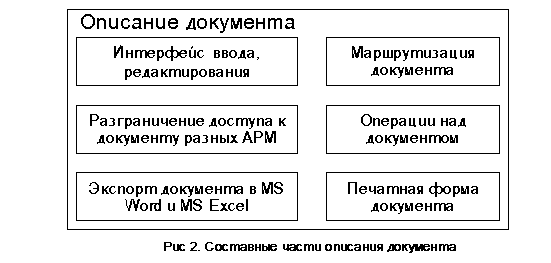 Описание документа
Интерфейс ввода,
редактирования
Маршрутизация
документа
Разграничение доступа к
документу разных АРМ
Операции над
документом
Экспорт документа в MS
Word и MS Excel
Печатная форма
документа
Рис 2. Составные части описания документа